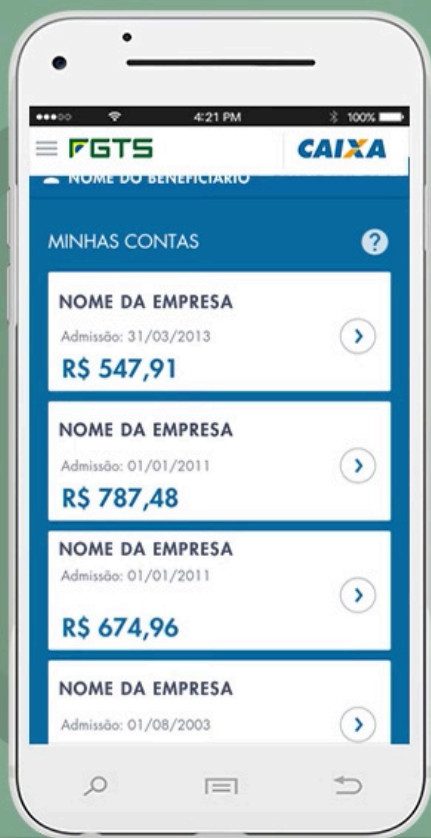 4:21 PM
100%
FGTS
CAIXA
NOME DO BENEFICIÁRIO
MINHAS CONTAS
?
NOME DA EMPRESA
Admissão: 31/03/2013
R$ 547,91
NOME DA EMPRESA
Admissão: 01/01/2011
R$ 787,48
NOME DA EMPRESA
Admissão: 01/01/2011
R$ 674,96
NOME DA EMPRESA
Admissão: 01/08/2003